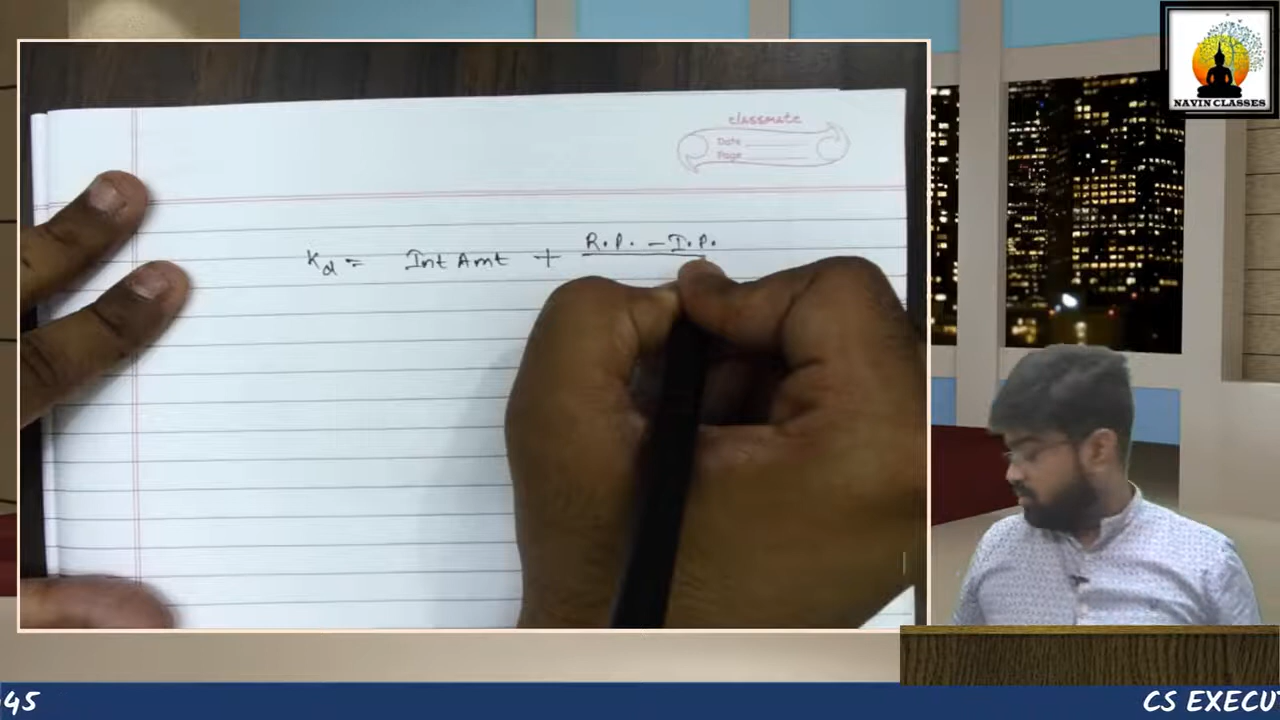 NAVIN CLASSES
classmate
Date
Page
R.P. - I.P.
Kd = Int Amt +
45
CS EXECU